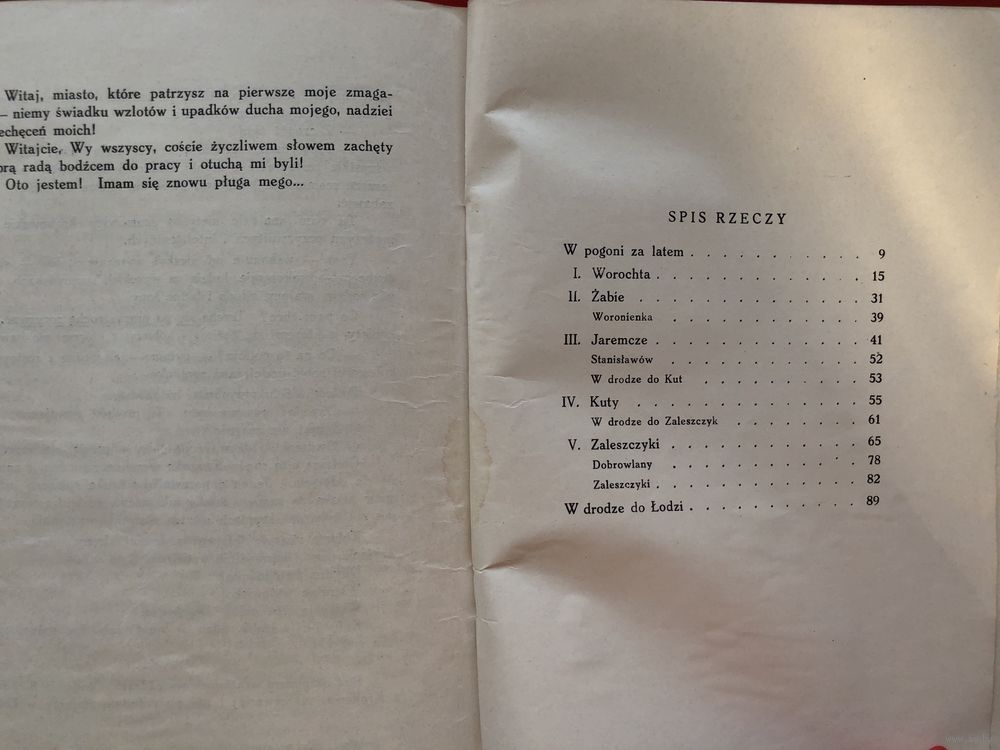 Witaj, miasto, które patrzysz na pierwsze moje zmaga-
— niemy świadku wzlotów i upadków ducha mojego, nadziei
echęceń moich!
Witajcie, Wy wszyscy, coście życzliwem słowem zachęty
orą radą bodźcem do pracy i otuchą mi byli!
Oto jestem! Imam się znowu pługa mego...
SPIS RZECZY
W pogoni za latem . . . . . . . . . . . 9
I. Worochta . . . . . . . . . . . . . 15
II. Żabie . . . . . . . . . . . . . 31
Woronienka . . . . . . . . . . . 39
III. Jaremcze . . . . . . . . . . . . . 41
Stanisławów . . . . . . . . . . . 52
W drodze do Kut . . . . . . . . . 53
IV. Kuty . . . . . . . . . . . . . 55
W drodze do Zaleszczyk . . . . . . . 61
V. Zaleszczyki . . . . . . . . . . . . 65
Dobrowlany . . . . . . . . . . . 78
Zaleszczyki . . . . . . . . . . . . 82
W drodze do Łodzi . . . . . . . . . . . 89